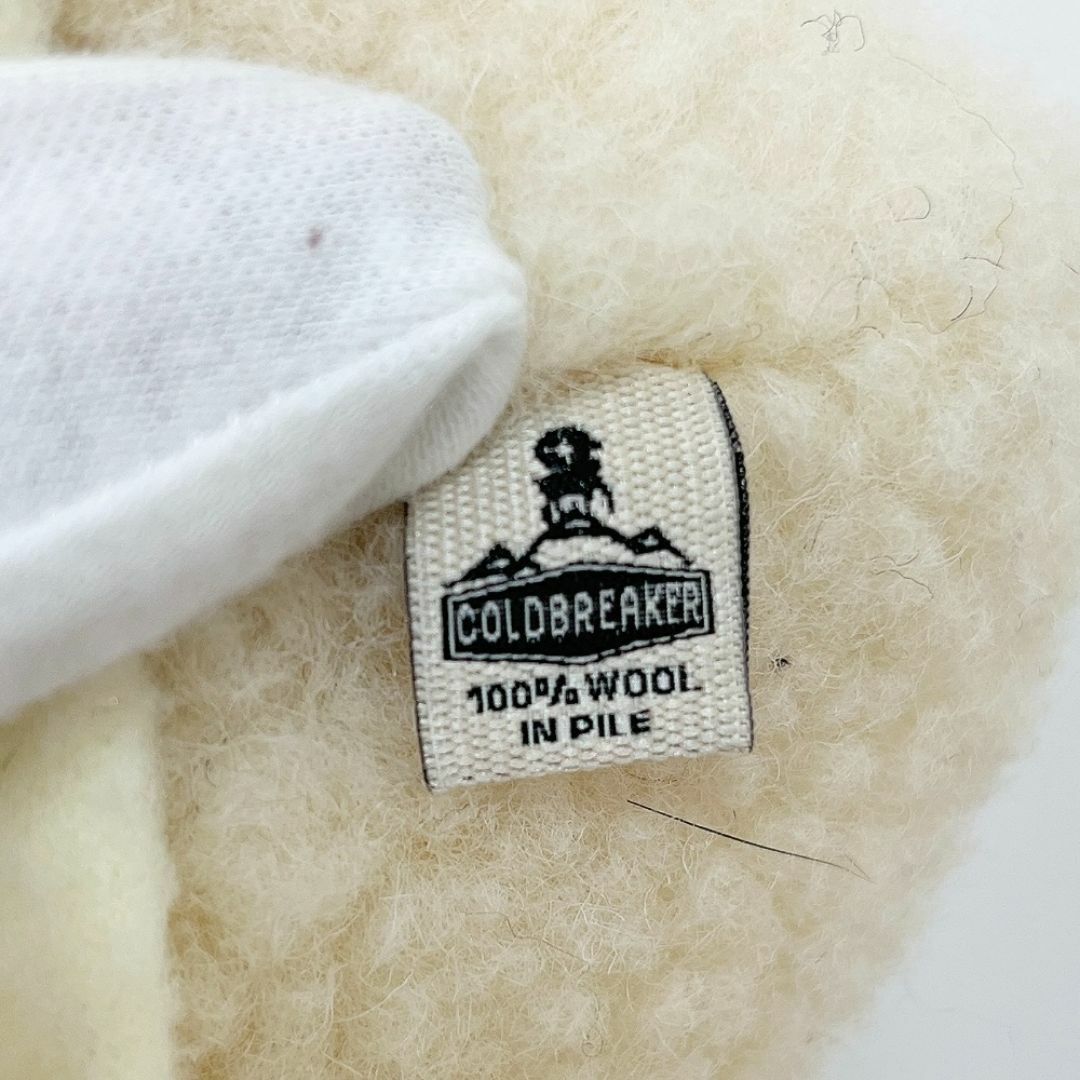 COLDBREAKER
100% WOOL
IN PILE